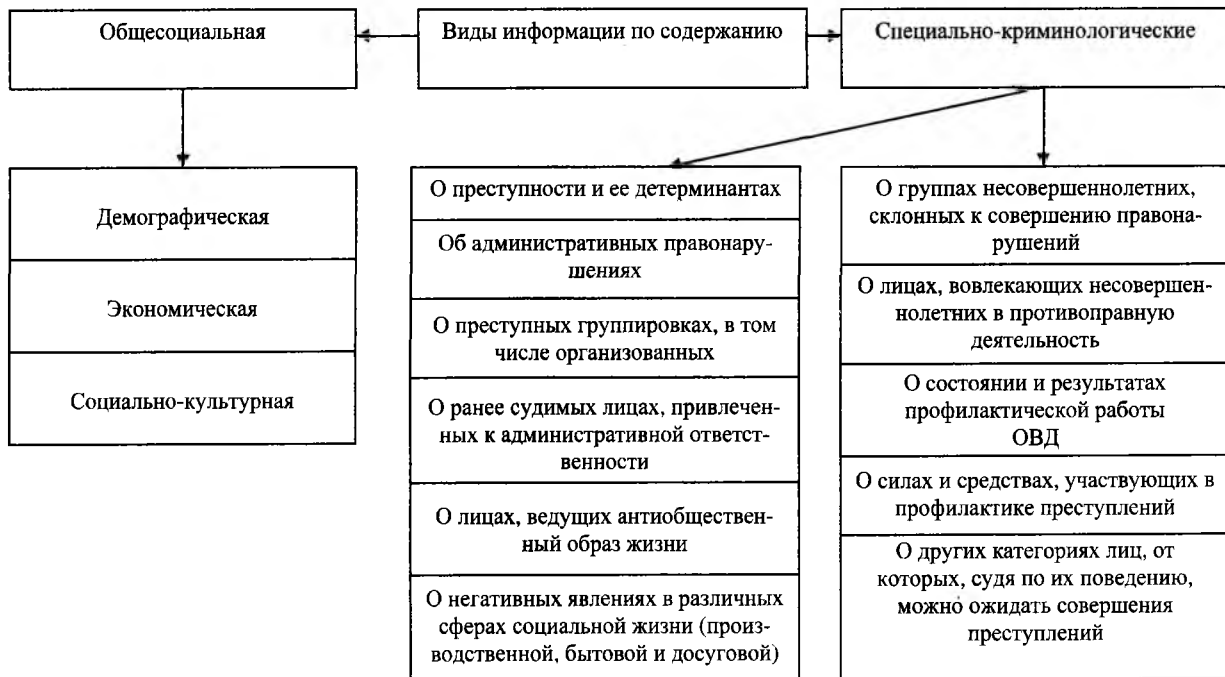 Общесоциальная
Виды информации по содержанию
Специально-криминологические
Демографическая
Экономическая
Социально-культурная
О преступности и ее детерминантах
Об административных правонару-
шениях
О преступных группировках, в том
числе организованных
О ранее судимых лицах, привлечен-
ных к административной ответст-
венности
О лицах, ведущих антиобществен-
ный образ жизни
О негативных явлениях в различных
сферах социальной жизни (произ-
водственной, бытовой и досуговой)
О группах несовершеннолетних,
склонных к совершению правона-
рушений
О лицах, вовлекающих несовершен-
нолетних в противоправную
деятельность
О состоянии и результатах
профилактической работы
ОВД
О силах и средствах, участвующих в
профилактике преступлений
О других категориях лиц, от
которых, судя по их поведению,
можно ожидать совершения
преступлений